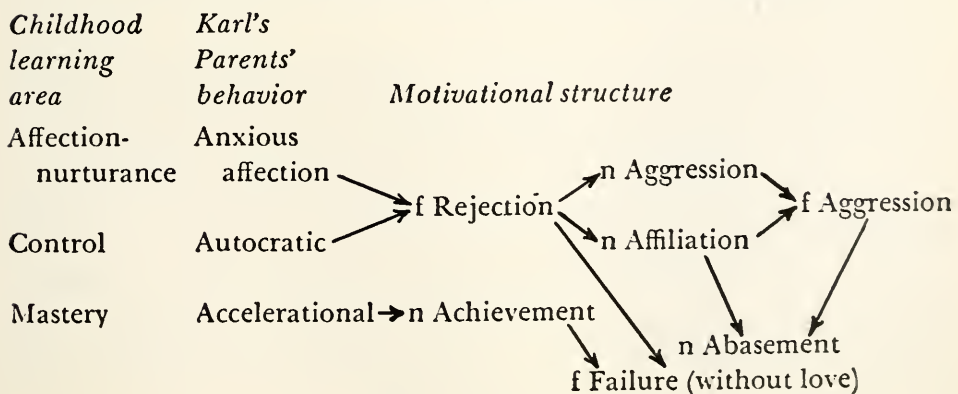 Childhood Karl's
learning Parents'
area behavior Motivational structure
Affection- Anxious
nurturance affection n Aggression
f Rejection f Aggression
Control Autocratic n Affiliation
Mastery Accelerational n Achievement
n Abasement
f Failure (without love)